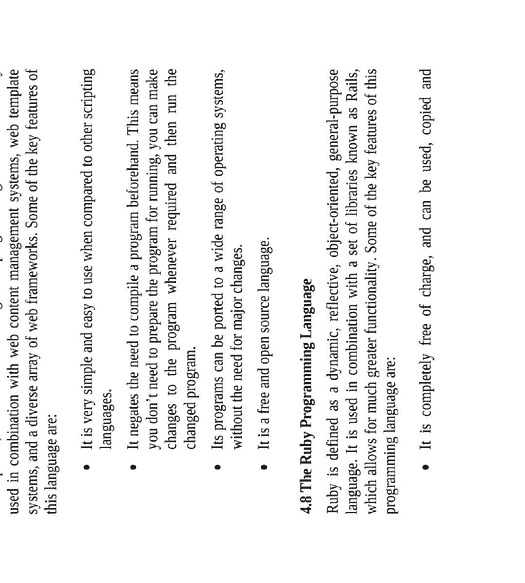 used in combination with web content management systems, web template
systems, and a diverse array of web frameworks. Some of the key features of
this language are:
• It is very simple and easy to use when compared to other scripting
languages.
• It negates the need to compile a program beforehand. This means
you don't need to prepare the program for running, you can make
changes to the program whenever required and then run the
changed program.
• Its programs can be ported to a wide range of operating systems,
without the need for major changes.
• It is a free and open source language.
4.8 The Ruby Programming Language
Ruby is defined as a dynamic, reflective, object-oriented, general-purpose
language. It is used in combination with a set of libraries known as Rails,
which allows for much greater functionality. Some of the key features of this
programming language are:
• It is completely free of charge, and can be used, copied and